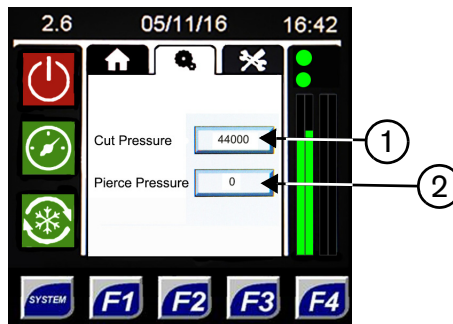 2.6 05/11/16 16:42
Cut Pressure 44000 1
Pierce Pressure 0 2
SYSTEM F1 F2 F3 F4